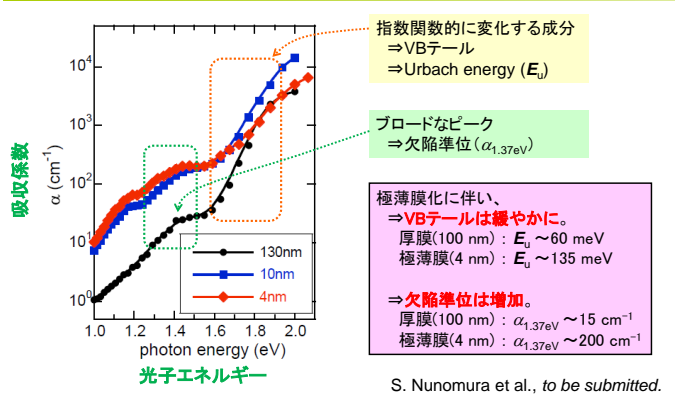 指数関数的に変化する成分
⇒VBテール
⇒Urbach energy (Eu)
ブロードなピーク
⇒欠陥準位(α1.37eV)
極薄膜化に伴い、
⇒VBテールは緩やかに。
厚膜(100 nm) : Eu ~60 meV
極薄膜(4 nm) : Eu ~135 meV
⇒欠陥準位は増加。
厚膜(100 nm) : α1.37eV ~15 cm⁻¹
極薄膜(4 nm) : α1.37eV ~200 cm⁻¹
吸収係数
α (cm⁻¹)
10⁴
10³
10²
10¹
10⁰
130nm
10nm
4nm
1.0 1.2 1.4 1.6 1.8 2.0
photon energy (eV)
光子エネルギー
S. Nunomura et al., to be submitted.